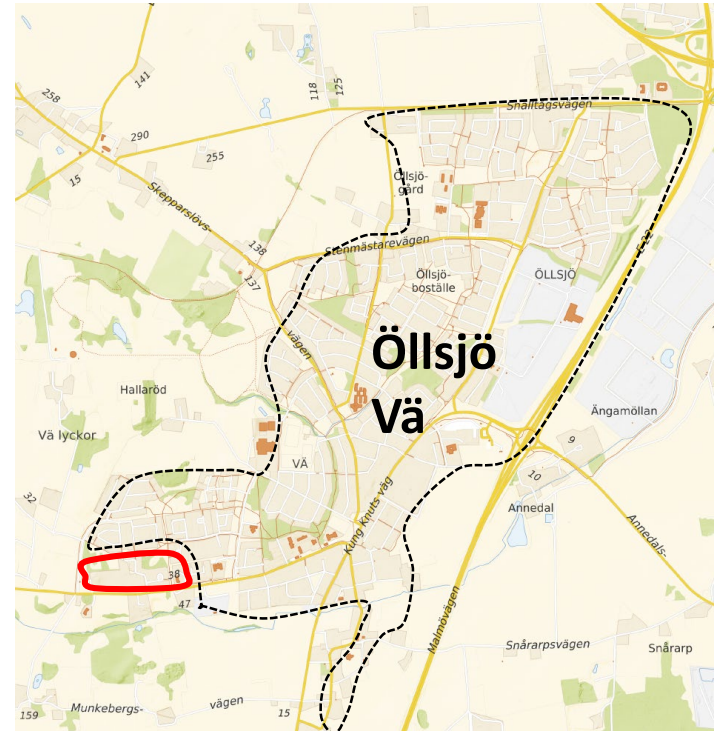 Snälltågsvägen
141
118
125
258
290
255
15
Öllsjö-
gård
Skepparslövs-
138
Stenmästarevägen
E 22
137
Öllsjö-
boställe
ÖLLSJÖ
vägen
Öllsjö
Vä
Hallaröd
Ängamöllan
Vä lyckor
9
VÄ
10
32
Kung Knuts väg
Annedal
Annedals-
38
47
Malmövägen
Snårarpsvägen
Snårarp
159
Munkebergs-
vägen
15